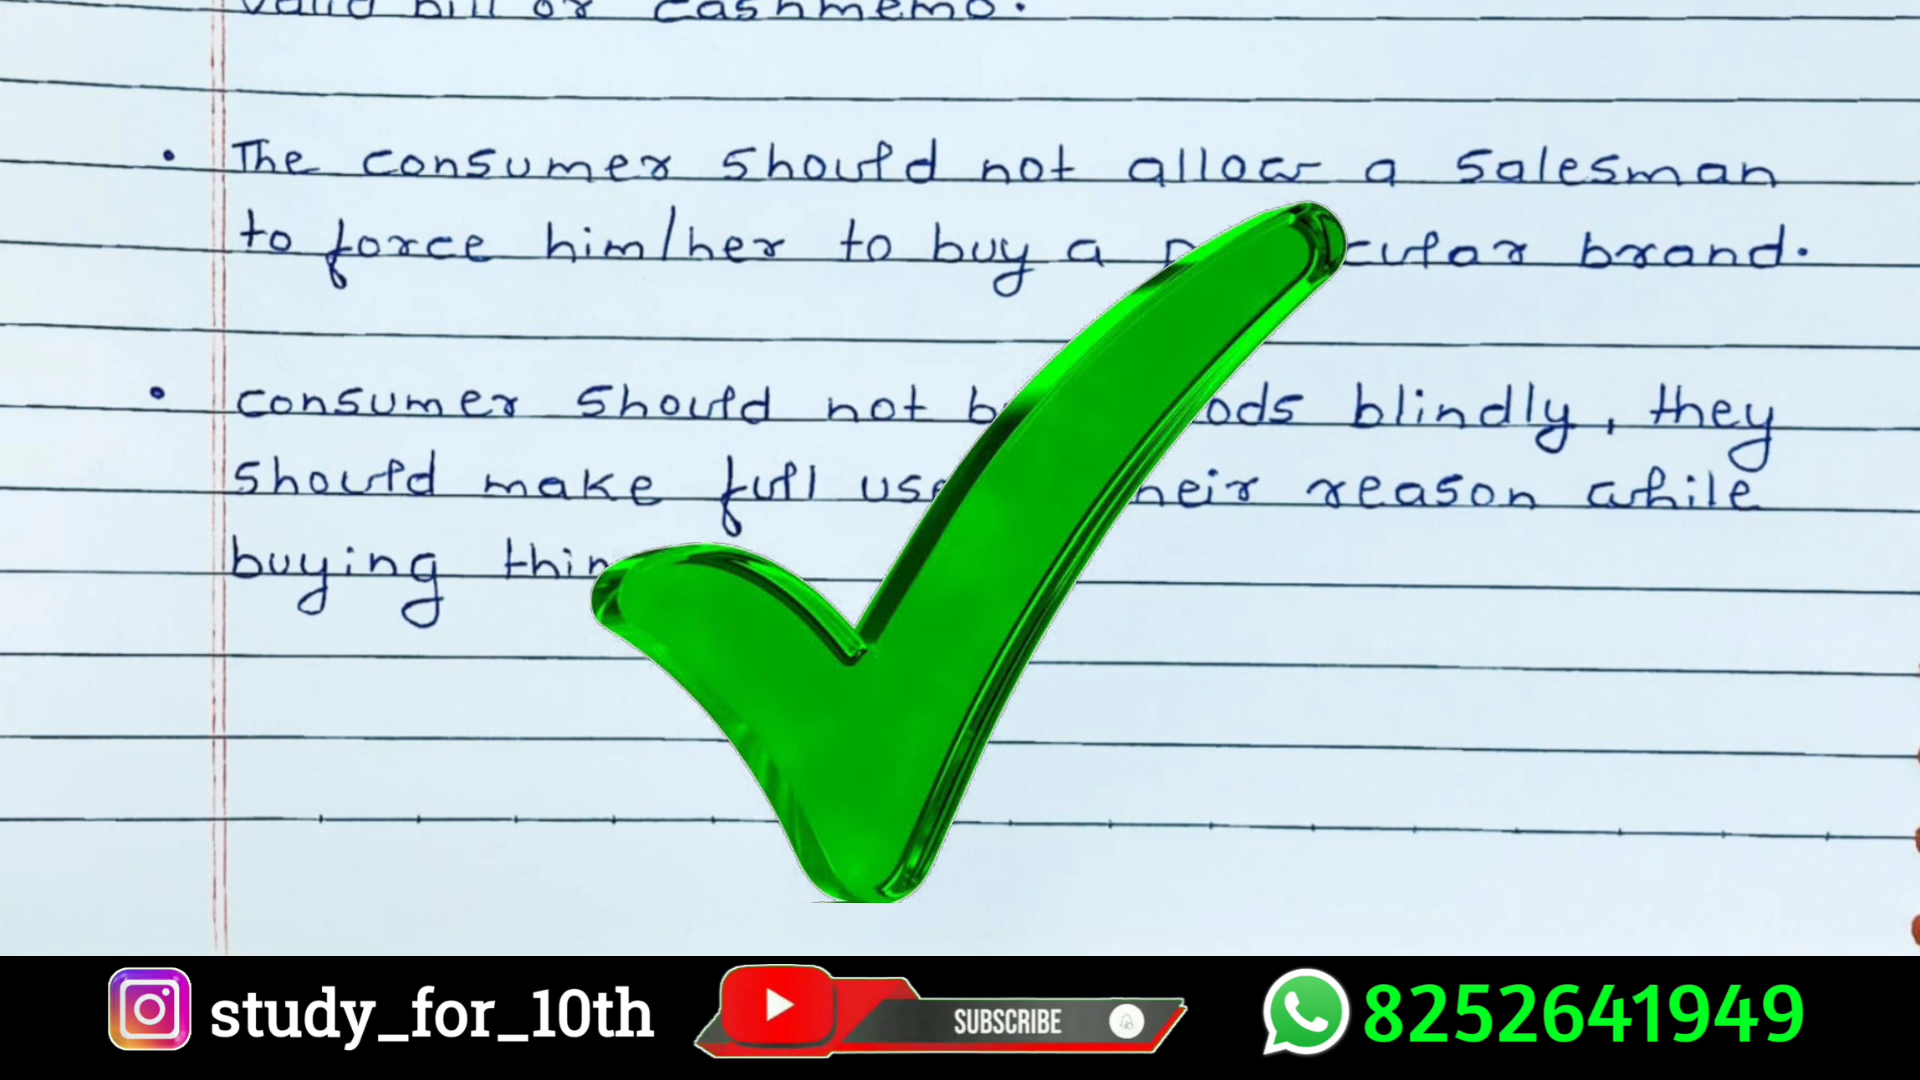 valid bill or cashmemo.
• The consumer should not allow a salesman
to force him/her to buy a brand.
• consumer should not blindly, they
should make full reason while
buying
study_for_10th
SUBSCRIBE
8252641949